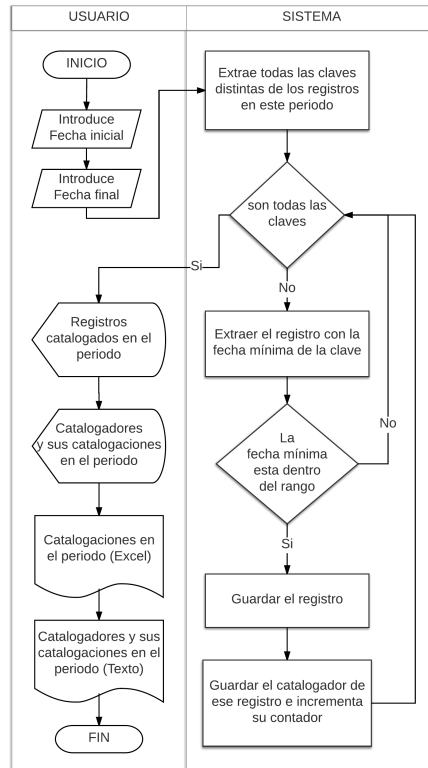 USUARIO
SISTEMA
INICIO
Introduce
Fecha inicial
Introduce
Fecha final
Extrae todas las claves
distintas de los registros
en este periodo
son todas las
claves
Si
No
Registros
catalogados en el
periodo
Extraer el registro con la
fecha mínima de la clave
Catalogadores
y sus catalogaciones
en el periodo
La
fecha mínima
esta dentro
del rango
No
Si
Catalogaciones en
el periodo (Excel)
Guardar el registro
Catalogadores y sus
catalogaciones en el
periodo (Texto)
Guardar el catalogador de
ese registro e incrementa
su contador
FIN